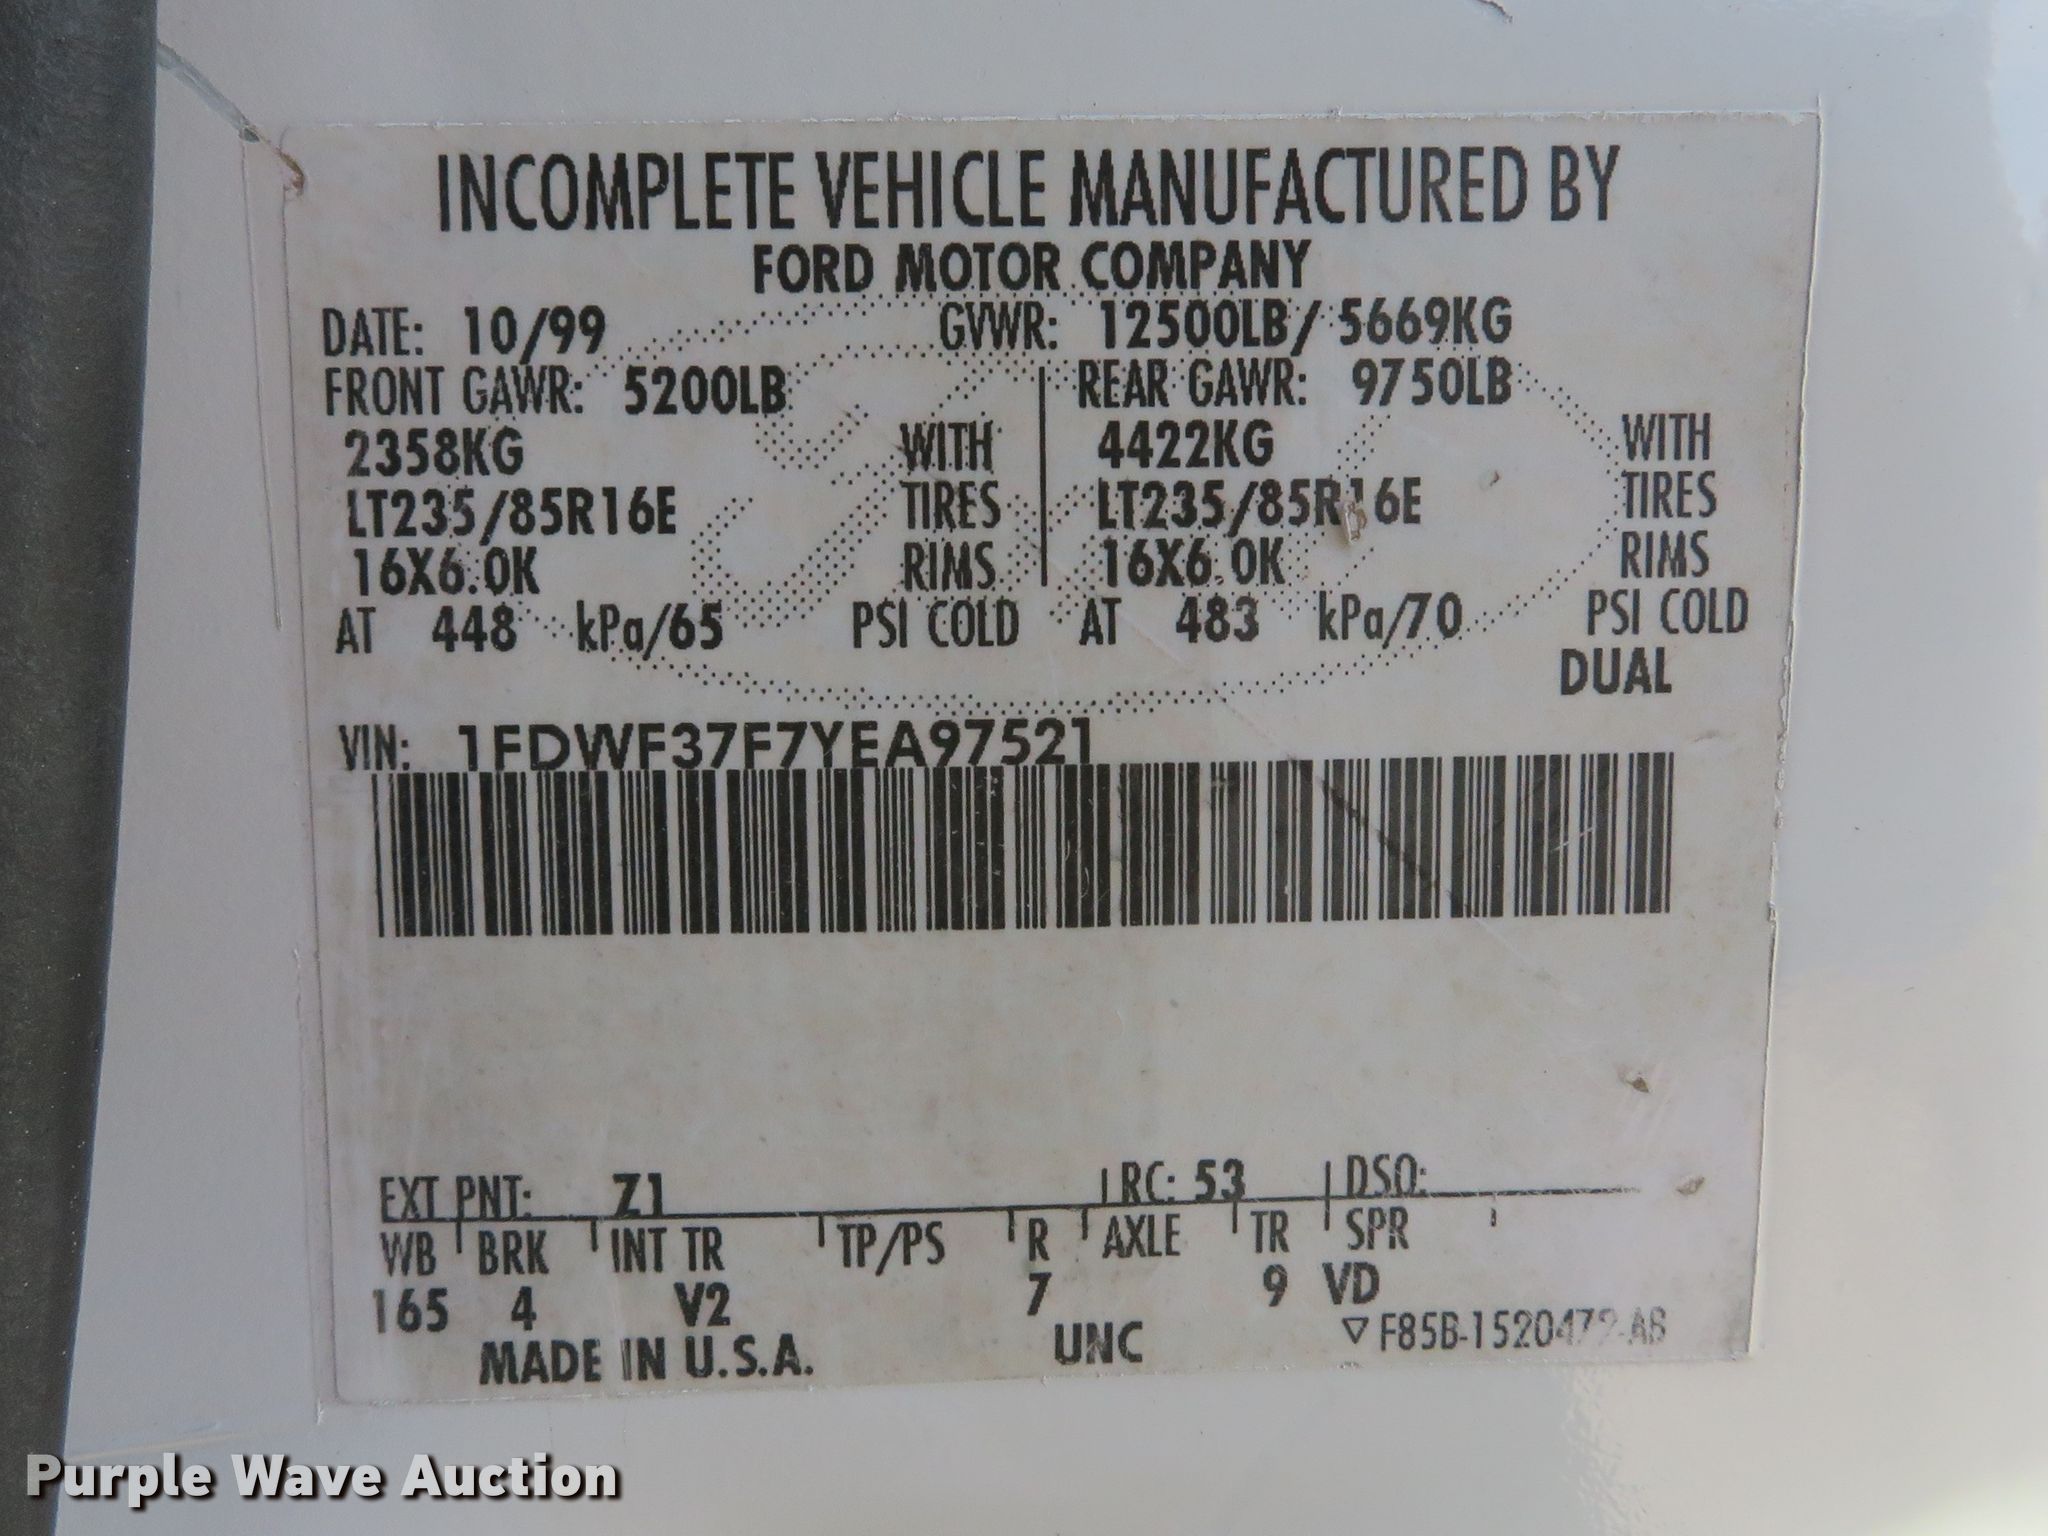 INCOMPLETE VEHICLE MANUFACTURED BY
FORD MOTOR COMPANY
DATE: 10/99 GVWR: 12500LB/ 5669KG
FRONT GAWR: 5200LB REAR GAWR: 9750LB
2358KG WITH 4422KG WITH
LT235/85R16E TIRES LT235/85R16E TIRES
16X6.0K RIMS 16X6.0K RIMS
AT 448 kPa/65 PSI COLD AT 483 kPa/70 PSI COLD
DUAL
VIN: 1FDWF37F7YEA97521
EXT PNT: Z1 RC: 53 DSO:
WB BRK INT TR TP/PS R AXLE TR SPR
165 4 V2 7 9 VD
MADE IN U.S.A. UNC ▽ F85B-1520472-AB
Purple Wave Auction